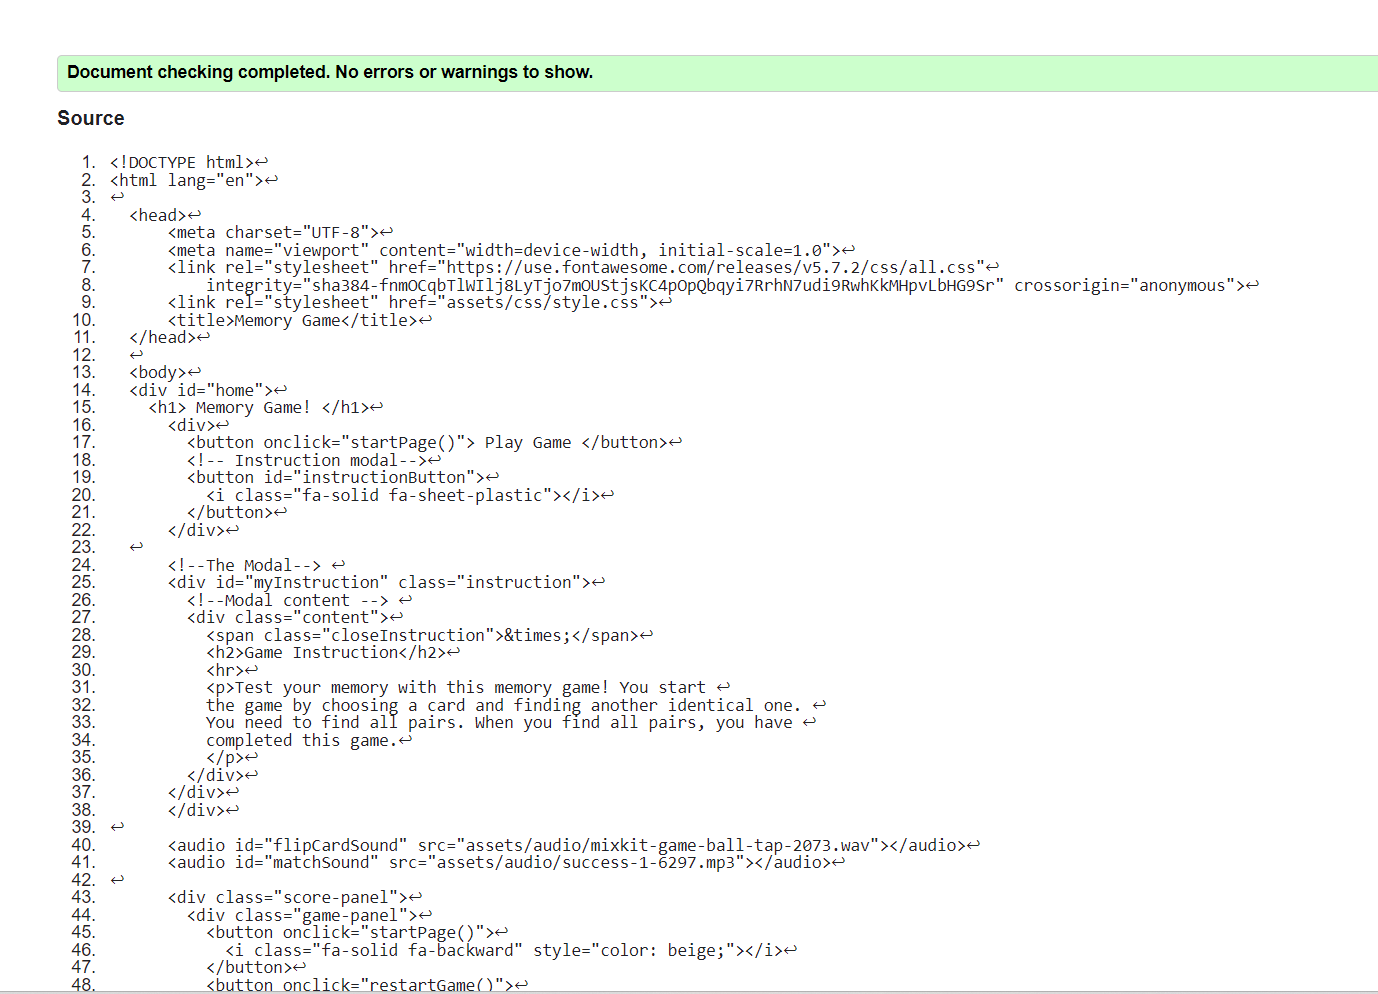 Document checking completed. No errors or warnings to show.
Source
1. <!DOCTYPE html>↩
2. <html lang="en">↩
3. ↩
4. <head>↩
5. <meta charset="UTF-8">↩
6. <meta name="viewport" content="width=device-width, initial-scale=1.0">↩
7. <link rel="stylesheet" href="https://use.fontawesome.com/releases/v5.7.2/css/all.css"↩
8. integrity="sha384-fnmOCqbTlWIlj8LyTjo7mOUStjsKC4pOpQbqyi7RrhN7udi9RwhKkMHpvLbHG9Sr" crossorigin="anonymous">↩
9. <link rel="stylesheet" href="assets/css/style.css">↩
10. <title>Memory Game</title>↩
11. </head>↩
12. ↩
13. <body>↩
14. <div id="home">↩
15. <h1> Memory Game! </h1>↩
16. <div>↩
17. <button onclick="startPage()"> Play Game </button>↩
18. <!-- Instruction modal-->↩
19. <button id="instructionButton">↩
20. <i class="fa-solid fa-sheet-plastic"></i>↩
21. </button>↩
22. </div>↩
23. ↩
24. <!--The Modal--> ↩
25. <div id="myInstruction" class="instruction">↩
26. <!--Modal content --> ↩
27. <div class="content">↩
28. <span class="closeInstruction">&times;</span>↩
29. <h2>Game Instruction</h2>↩
30. <hr>↩
31. <p>Test your memory with this memory game! You start ↩
32. the game by choosing a card and finding another identical one. ↩
33. You need to find all pairs. When you find all pairs, you have ↩
34. completed this game.↩
35. </p>↩
36. </div>↩
37. </div>↩
38. </div>↩
39. ↩
40. <audio id="flipCardSound" src="assets/audio/mixkit-game-ball-tap-2073.wav"></audio>↩
41. <audio id="matchSound" src="assets/audio/success-1-6297.mp3"></audio>↩
42. ↩
43. <div class="score-panel">↩
44. <div class="game-panel">↩
45. <button onclick="startPage()">↩
46. <i class="fa-solid fa-backward" style="color: beige;"></i>↩
47. </button>↩
48. <button onclick="restartGame()">↩